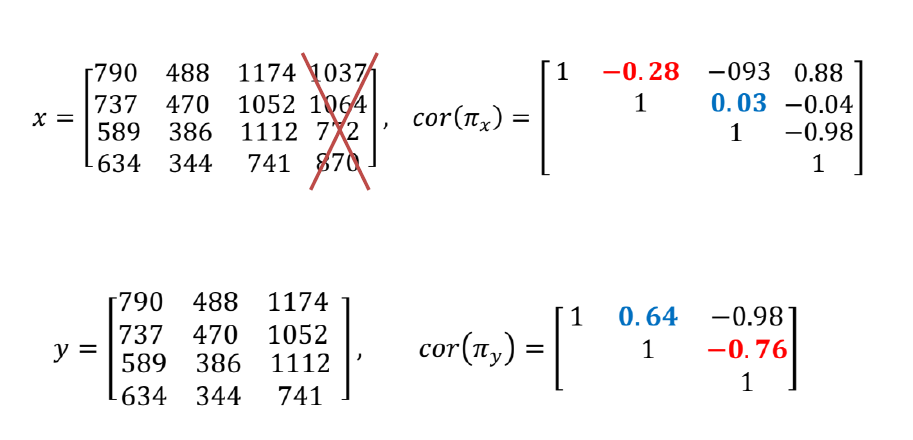 790 488 1174 1037 1 −0.28 −093 0.88
737 470 1052 1064 1 0.03 −0.04
x = , cor(π_x) =
589 386 1112 772 1 −0.98
634 344 741 870 1
790 488 1174 1 0.64 −0.98
737 470 1052 1 −0.76
y = , cor(π_y) =
589 386 1112 1
634 344 741